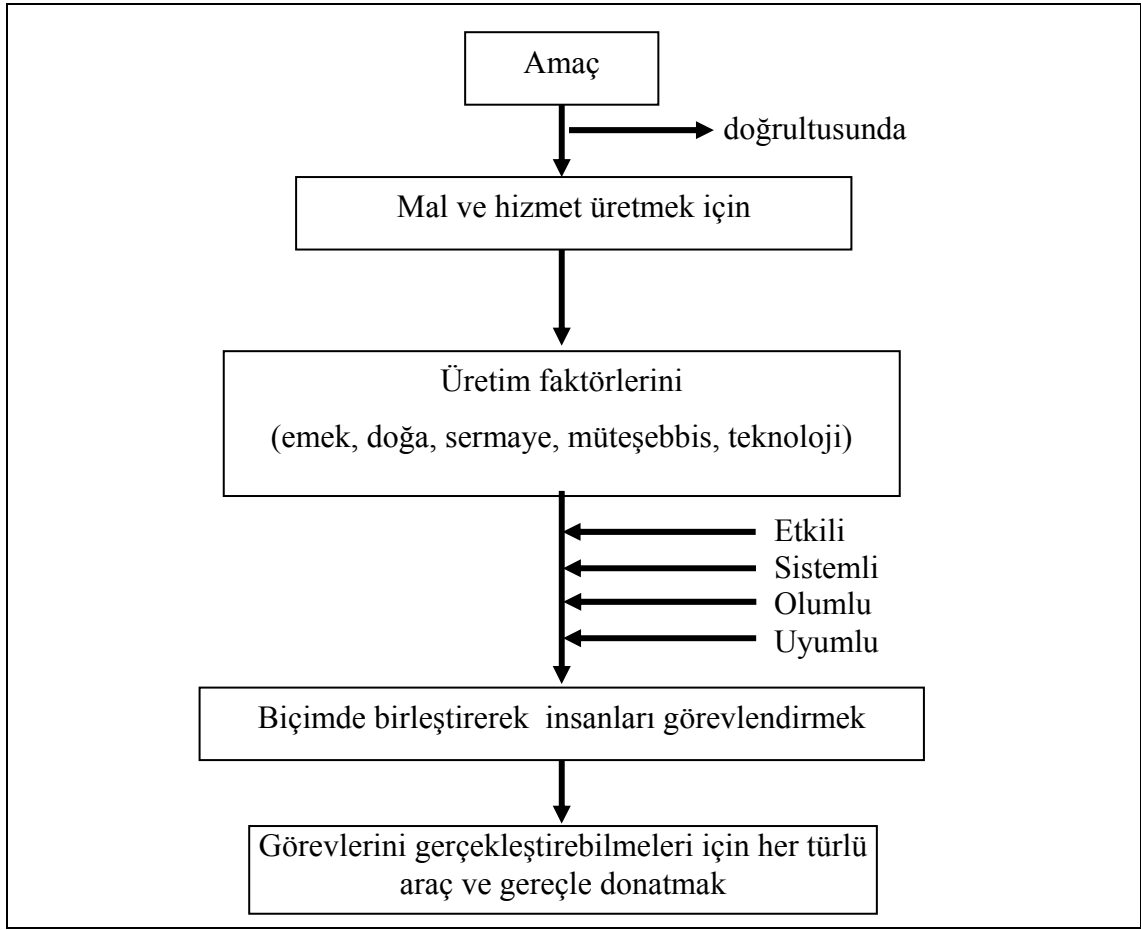 Amaç
doğrultusunda
Mal ve hizmet üretmek için
Üretim faktörlerini
(emek, doğa, sermaye, müteşebbis, teknoloji)
Etkili
Sistemli
Olumlu
Uyumlu
Biçimde birleştirerek insanları görevlendirmek
Görevlerini gerçekleştirebilmeleri için her türlü
araç ve gereçle donatmak